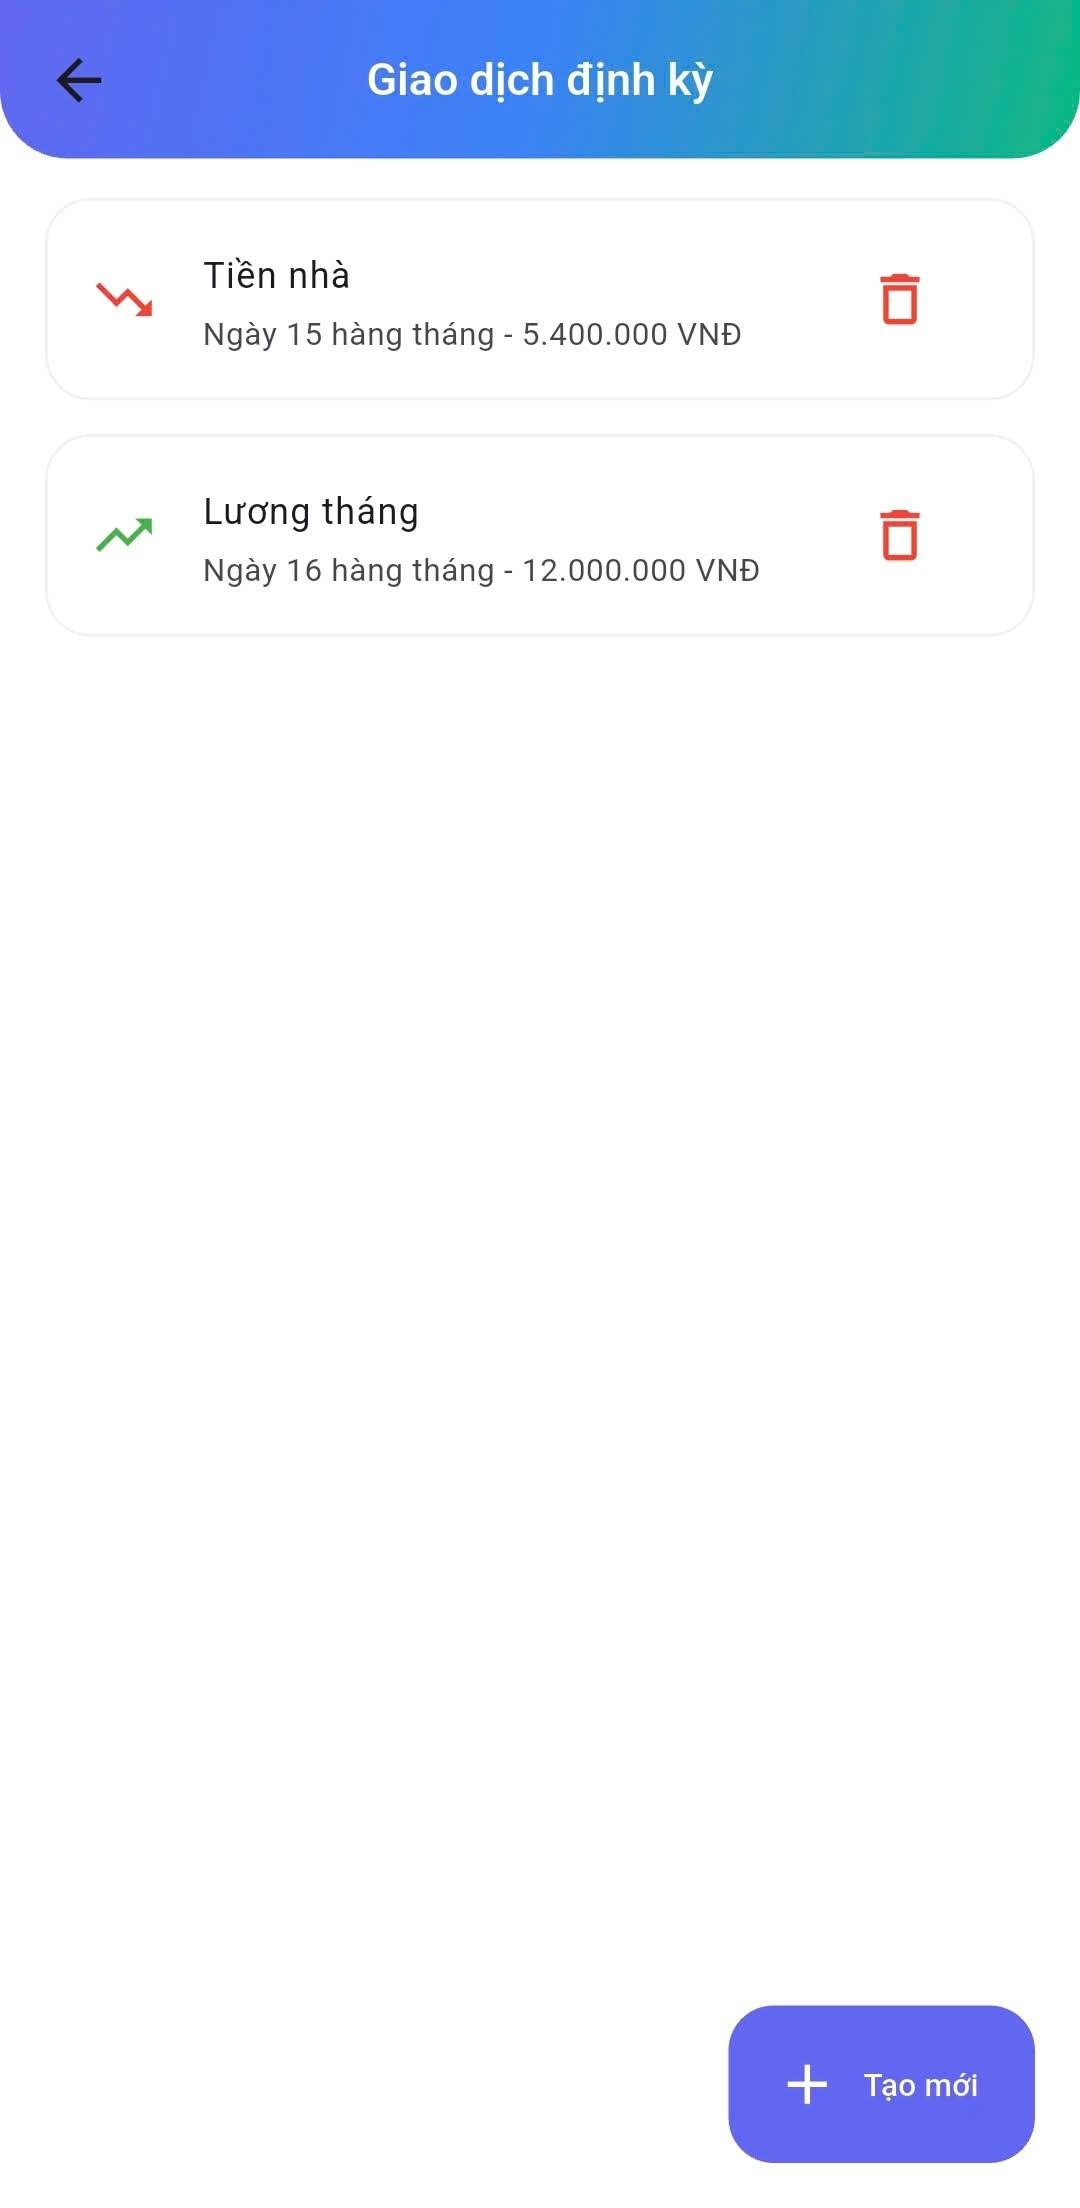 Giao dịch định kỳ
Tiền nhà
Ngày 15 hàng tháng - 5.400.000 VNĐ
Lương tháng
Ngày 16 hàng tháng - 12.000.000 VNĐ
Tạo mới